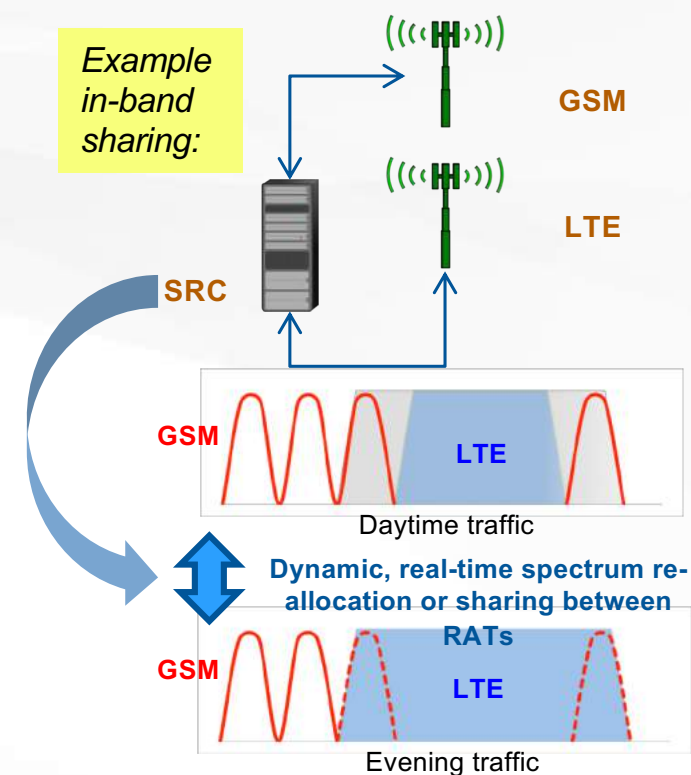 Example
in-band
sharing:
GSM
LTE
SRC
GSM
LTE
Daytime traffic
Dynamic, real-time spectrum re-
allocation or sharing between
RATs
GSM
LTE
Evening traffic